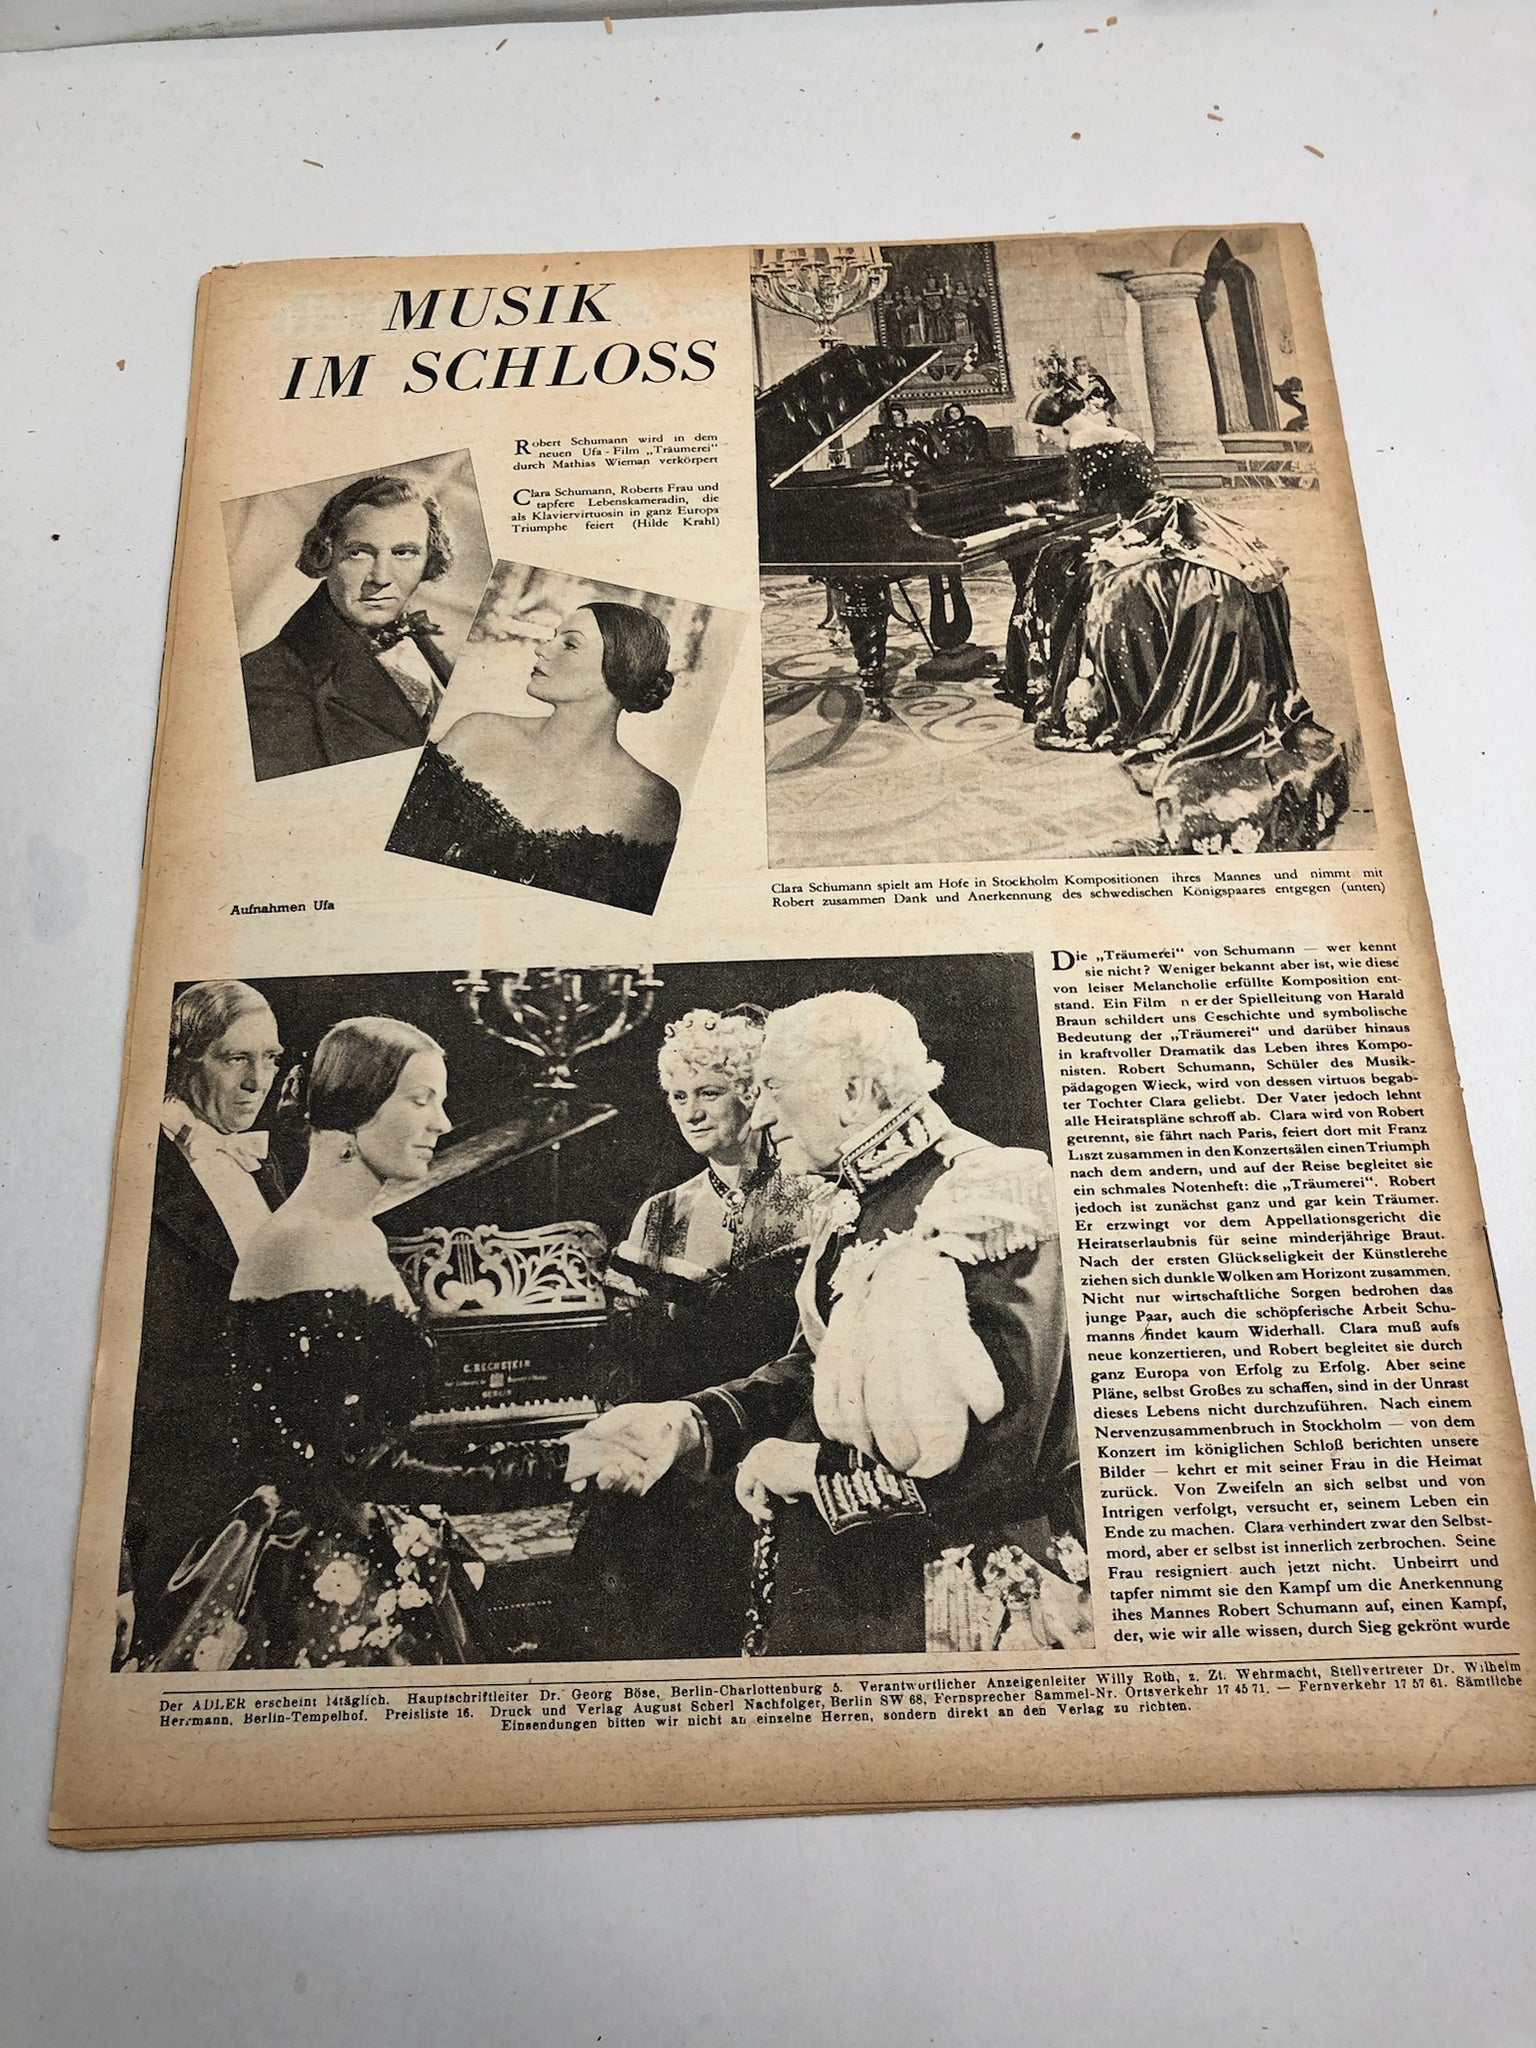 MUSIK
IM SCHLOSS
Robert Schumann wird in dem
neuen Ufa-Film „Träumerei“
durch Mathias Wieman verkörpert
Clara Schumann, Roberts Frau und
tapfere Lebenskameradin, die
als Klaviervirtuosin in ganz Europa
Triumphe feiert (Hilde Krahl)
Aufnahmen Ufa
Clara Schumann spielt am Hofe in Stockholm Kompositionen ihres Mannes und nimmt mit
Robert zusammen Dank und Anerkennung des schwedischen Königspaares entgegen (unten)
C. BECHSTEIN
BERLIN
Die „Träumerei“ von Schumann — wer kennt
sie nicht? Weniger bekannt aber ist, wie diese
von leiser Melancholie erfüllte Komposition ent-
stand. Ein Film n er der Spielleitung von Harald
Braun schildert uns Geschichte und symbolische
Bedeutung der „Träumerei“ und darüber hinaus
in kraftvoller Dramatik das Leben ihres Kompo-
nisten. Robert Schumann, Schüler des Musik-
pädagogen Wieck, wird von dessen virtuos begab-
ter Tochter Clara geliebt. Der Vater jedoch lehnt
alle Heiratspläne schroff ab. Clara wird von Robert
getrennt, sie fährt nach Paris, feiert dort mit Franz
Liszt zusammen in den Konzertsälen einen Triumph
nach dem andern, und auf der Reise begleitet sie
ein schmales Notenheft: die „Träumerei“. Robert
jedoch ist zunächst ganz und gar kein Träumer.
Er erzwingt vor dem Appellationsgericht die
Heiratserlaubnis für seine minderjährige Braut.
Nach der ersten Glückseligkeit der Künstlerehe
ziehen sich dunkle Wolken am Horizont zusammen.
Nicht nur wirtschaftliche Sorgen bedrohen das
junge Paar, auch die schöpferische Arbeit Schu-
manns findet kaum Widerhall. Clara muß aufs
neue konzertieren, und Robert begleitet sie durch
ganz Europa von Erfolg zu Erfolg. Aber seine
Pläne, selbst Großes zu schaffen, sind in der Unrast
dieses Lebens nicht durchzuführen. Nach einem
Nervenzusammenbruch in Stockholm — von dem
Konzert im königlichen Schloß berichten unsere
Bilder — kehrt er mit seiner Frau in die Heimat
zurück. Von Zweifeln an sich selbst und von
Intrigen verfolgt, versucht er, seinem Leben ein
Ende zu machen. Clara verhindert zwar den Selbst-
mord, aber er selbst ist innerlich zerbrochen. Seine
Frau resigniert auch jetzt nicht. Unbeirrt und
tapfer nimmt sie den Kampf um die Anerkennung
ihes Mannes Robert Schumann auf, einen Kampf,
der, wie wir alle wissen, durch Sieg gekrönt wurde
Der ADLER erscheint 14täglich. Hauptschriftleiter Dr. Georg Böse, Berlin-Charlottenburg 5. Verantwortlicher Anzeigenleiter Willy Roth, z. Zt. Wehrmacht, Stellvertreter Dr. Wilhelm
Herrmann, Berlin-Tempelhof. Preisliste 16. Druck und Verlag August Scherl Nachfolger, Berlin SW 68, Fernsprecher Sammel-Nr. Ortsverkehr 17 45 71. — Fernverkehr 17 57 61. Sämtliche
Einsendungen bitten wir nicht an einzelne Herren, sondern direkt an den Verlag zu richten.